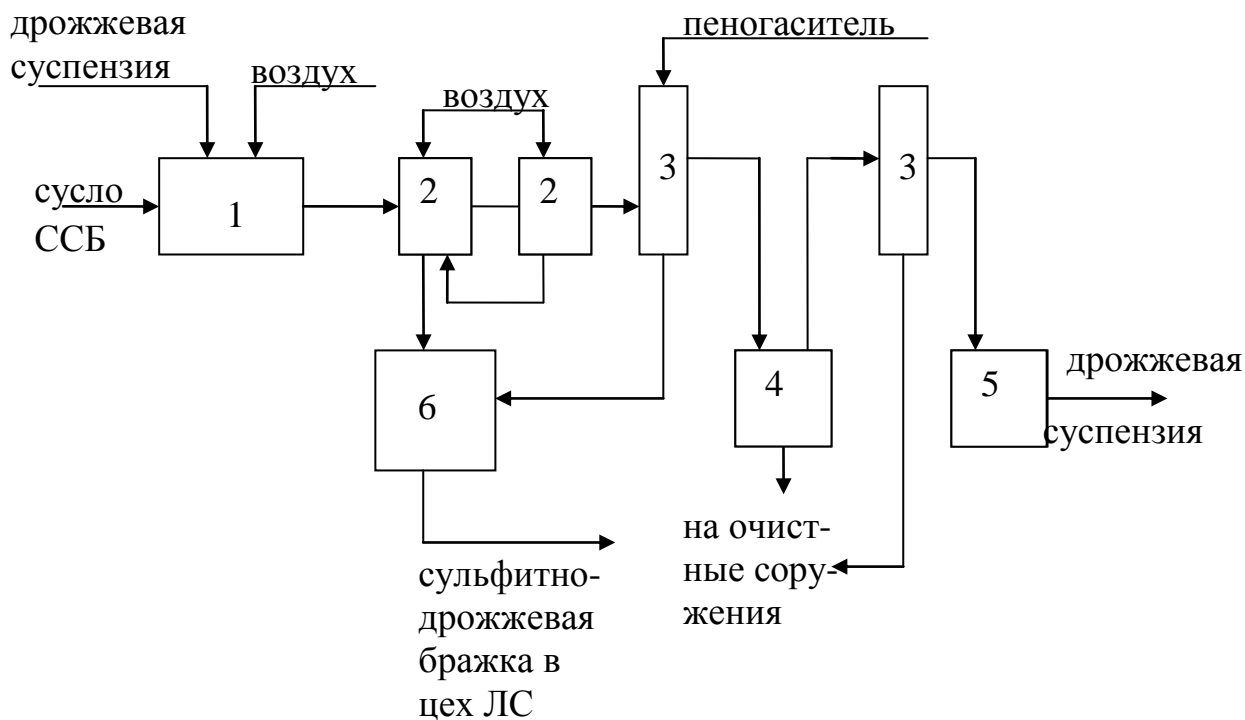 дрожжевая
суспензия
воздух
воздух
пеногаситель
сусло
ССБ
1
2
2
3
3
6
4
5
дрожжевая
суспензия
на очист-
ные сору-
жения
сульфитно-
дрожжевая
бражка в
цех ЛС